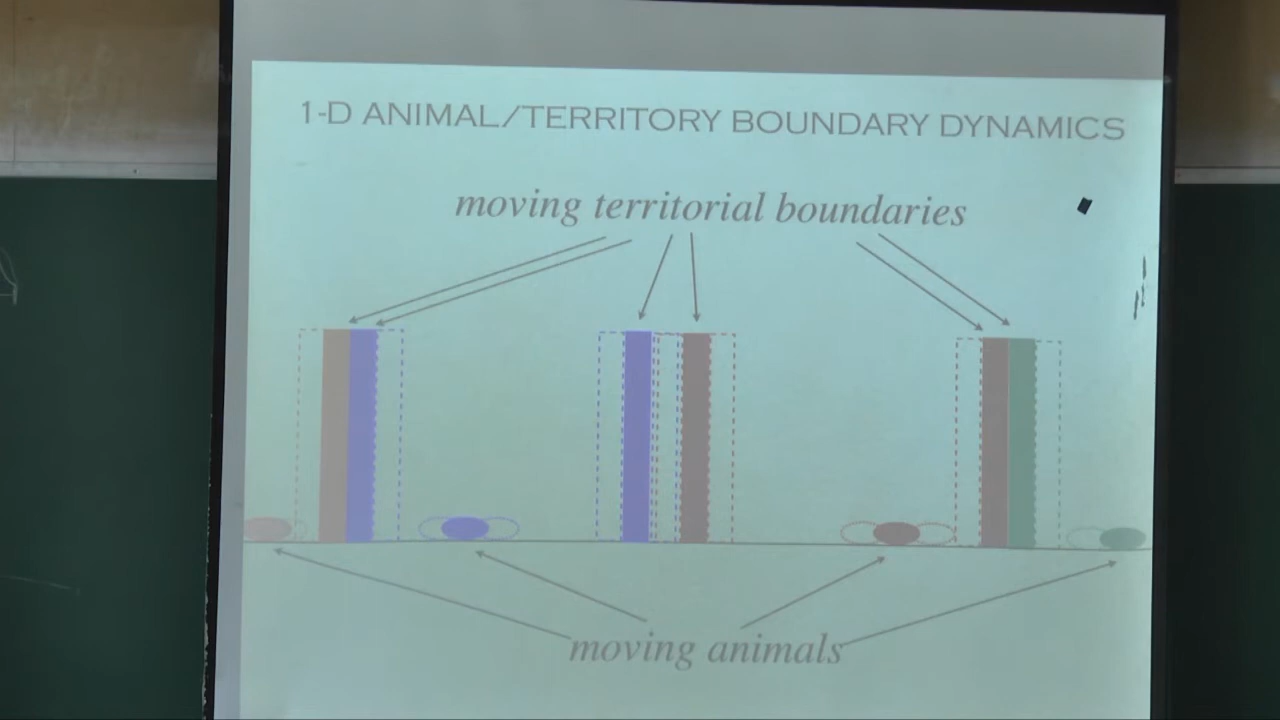 1-D ANIMAL/TERRITORY BOUNDARY DYNAMICS
moving territorial boundaries
moving animals